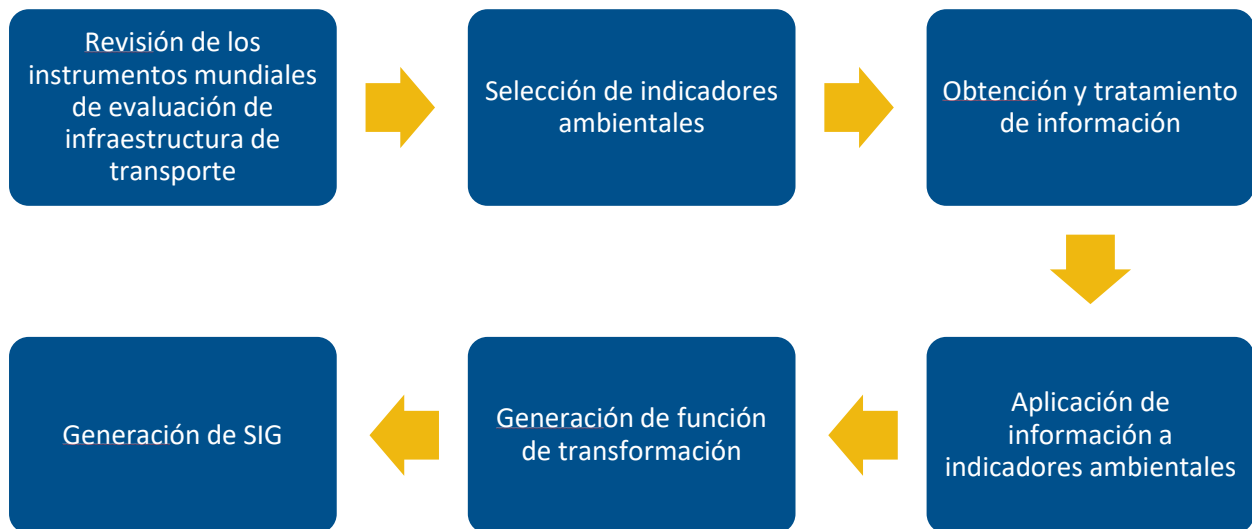 Revisión de los
instrumentos mundiales
de evaluación de
infraestructura de
transporte
Selección de indicadores
ambientales
Obtención y tratamiento
de información
Aplicación de
información a
indicadores ambientales
Generación de función
de transformación
Generación de SIG